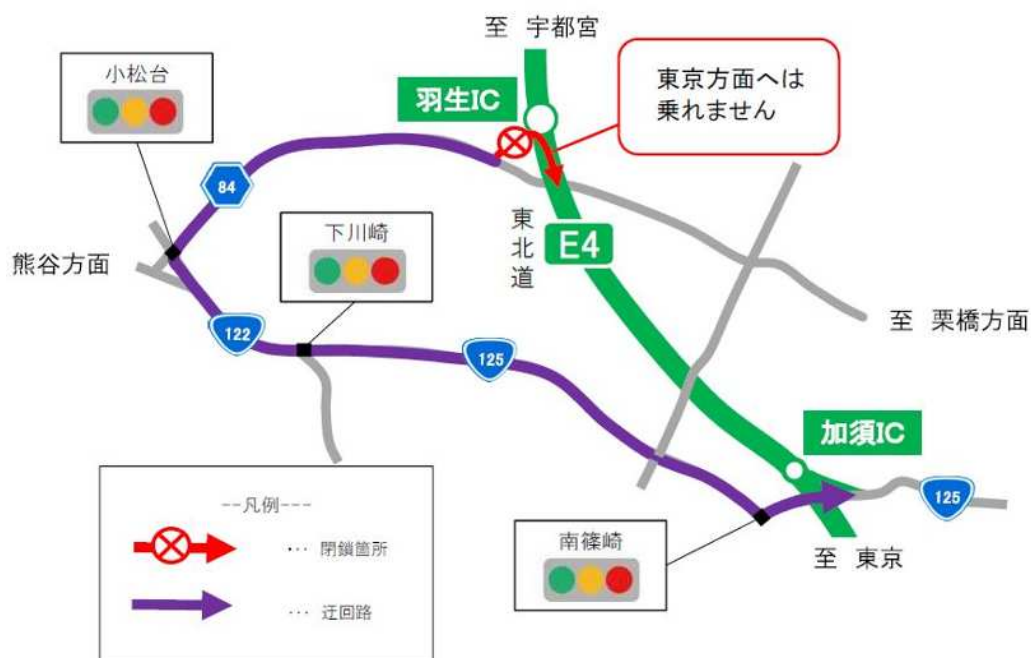 至 宇都宮
小松台
羽生IC
東京方面へは
乗れません
84
下川崎
東北道
E4
熊谷方面
122
125
至 栗橋方面
加須IC
--凡例---
･･･ 閉鎖箇所
･･･ 迂回路
南篠崎
125
至 東京